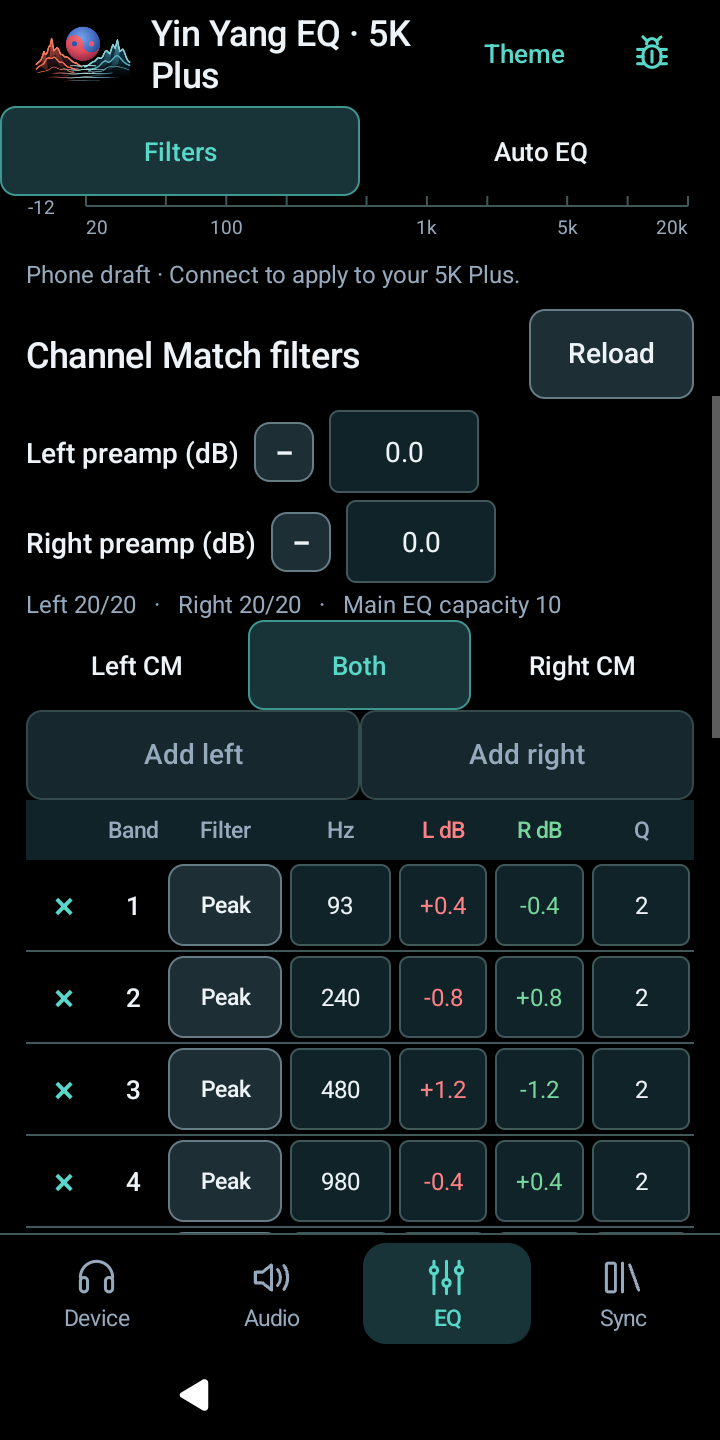 Yin Yang EQ · 5K
Plus
Theme
Filters
Auto EQ
-12
20 100 1k 5k 20k
Phone draft · Connect to apply to your 5K Plus.
Channel Match filters
Reload
Left preamp (dB) − 0.0
Right preamp (dB) − 0.0
Left 20/20 · Right 20/20 · Main EQ capacity 10
Left CM Both Right CM
Add left Add right
Band Filter Hz L dB R dB Q
× 1 Peak 93 +0.4 -0.4 2
× 2 Peak 240 -0.8 +0.8 2
× 3 Peak 480 +1.2 -1.2 2
× 4 Peak 980 -0.4 +0.4 2
Device Audio EQ Sync